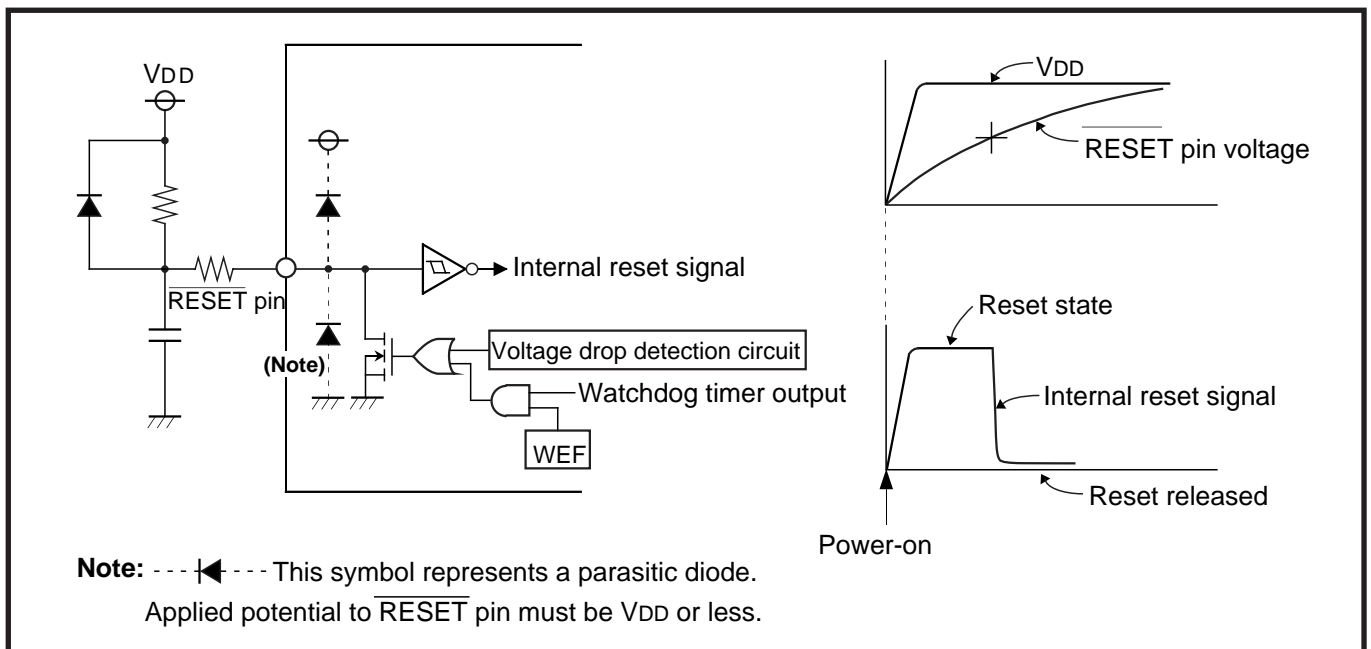 VDD
RESET pin
(Note)
Internal reset signal
Voltage drop detection circuit
Watchdog timer output
WEF
VDD
RESET pin voltage
Reset state
Internal reset signal
Reset released
Power-on
Note: This symbol represents a parasitic diode.
Applied potential to RESET pin must be VDD or less.